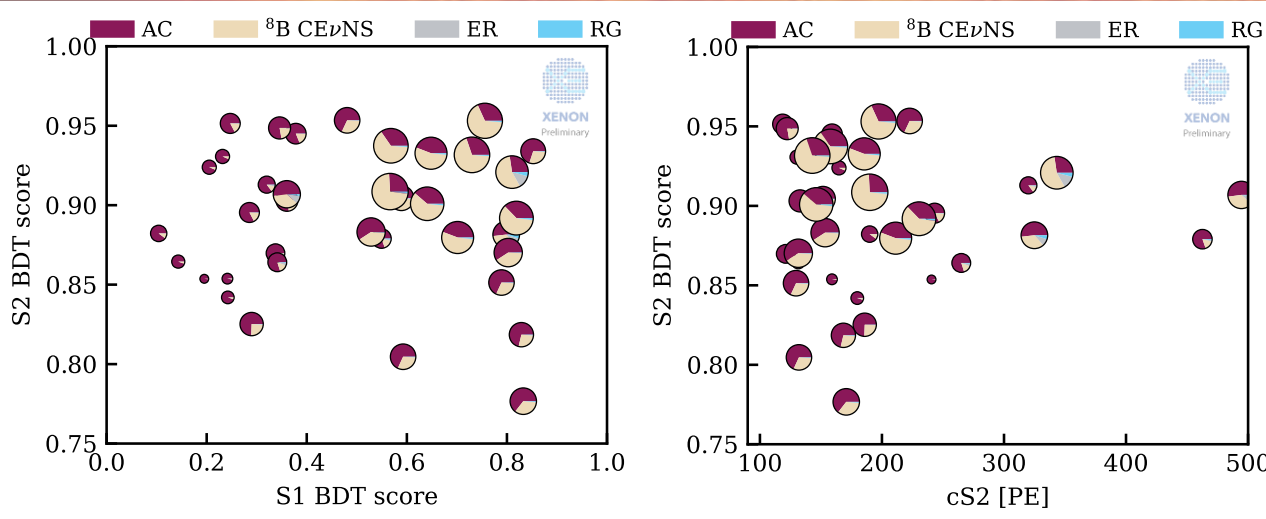 AC ⁸B CEνNS ER RG
1.00
0.95
0.90
0.85
0.80
0.75
S2 BDT score
XENON
Preliminary
0.0 0.2 0.4 0.6 0.8 1.0
S1 BDT score
AC ⁸B CEνNS ER RG
1.00
0.95
0.90
0.85
0.80
0.75
S2 BDT score
XENON
Preliminary
100 200 300 400 500
cS2 [PE]